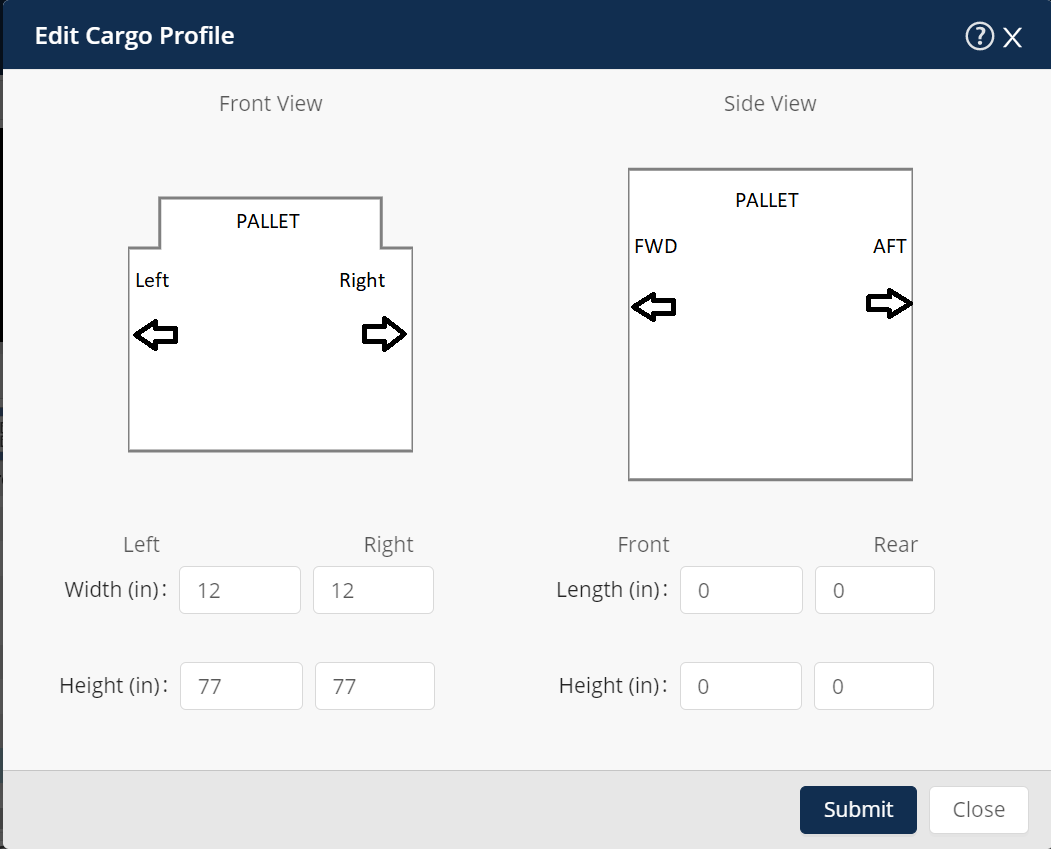 Edit Cargo Profile ? X
Front View Side View
PALLET
PALLET
FWD AFT
Left Right
Left Right Front Rear
Width (in): 12 12 Length (in): 0 0
Height (in): 77 77 Height (in): 0 0
Submit Close